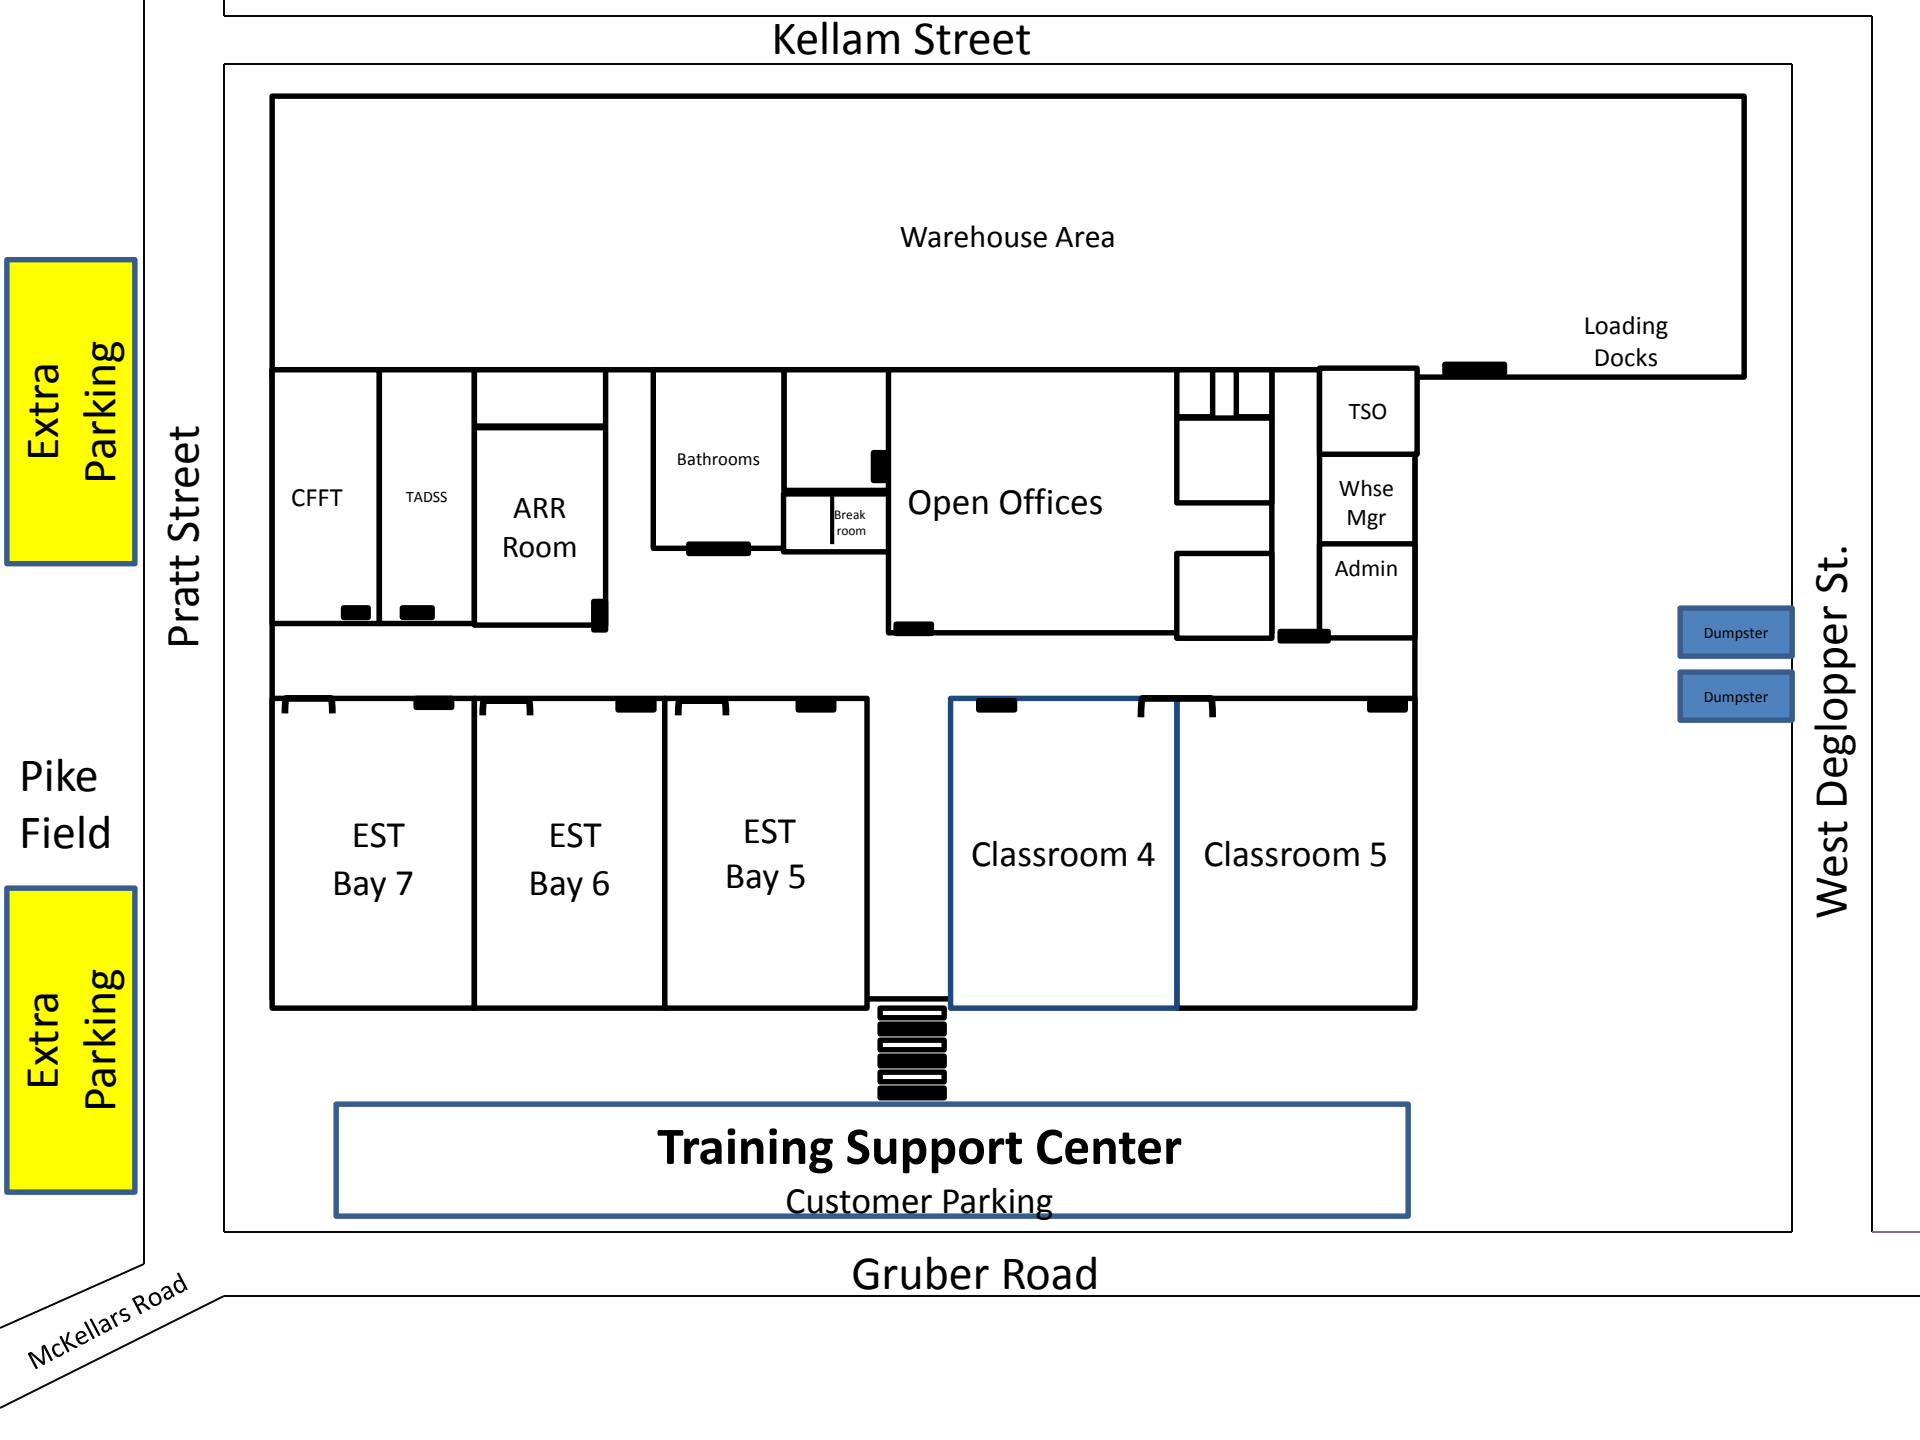 Kellam Street
Warehouse Area
Loading
Docks
Extra
Parking
Pratt Street
CFFT
TADSS
ARR
Room
Bathrooms
Break
room
Open Offices
TSO
Whse
Mgr
Admin
Dumpster
Dumpster
West Deglopper St.
Pike
Field
EST
Bay 7
EST
Bay 6
EST
Bay 5
Classroom 4
Classroom 5
Extra
Parking
Training Support Center
Customer Parking
Gruber Road
McKellars Road